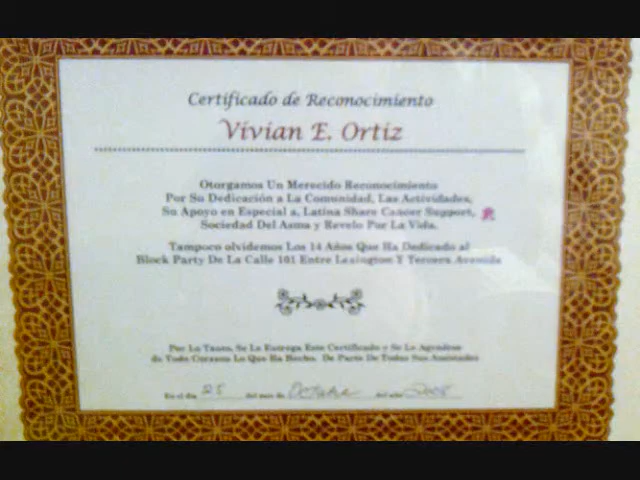 Certificado de Reconocimiento
Vivian E. Ortiz
Otorgamos Un Merecido Reconocimiento
Por Su Dedicación a La Comunidad, Las Actividades,
Su Apoyo en Especial a, Latina Share Cancer Support,
Sociedad Del Asma y Revelo Por La Vida.
Tampoco olvidemos Los 14 Años Que Ha Dedicado al
Block Party De La Calle 101 Entre Lexington Y Tercera Avenida
Por Lo Tanto, Se Le Entrega Este Certificado y Se Le Agradece
de Todo Corazon Lo Que Ha Hecho. De Parte De Todas Sus Amistades
En el dia 25 del mes de Octubre del año